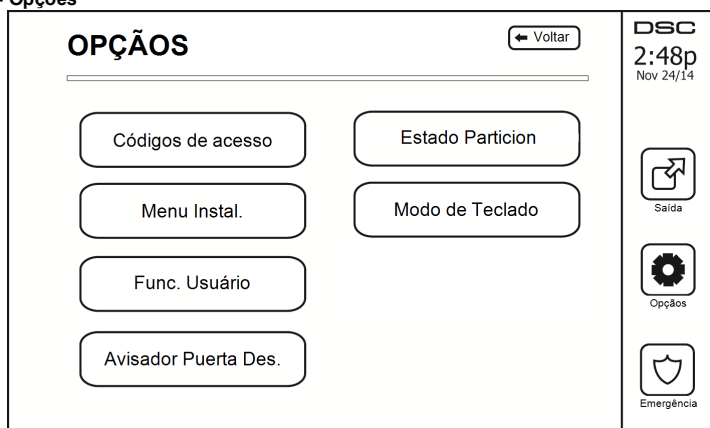 - Opções
OPÇÃOS
Voltar
Códigos de acesso
Estado Particion
Menu Instal.
Modo de Teclado
Func. Usuário
Avisador Puerta Des.
DSC
2:48p
Nov 24/14
Saída
Opçãos
Emergência